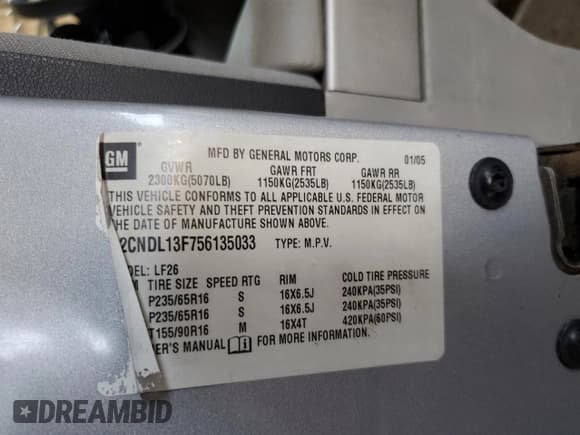 GM
MFD BY GENERAL MOTORS CORP. 01/05
GVWR GAWR FRT GAWR RR
2300KG(5070LB) 1150KG(2535LB) 1150KG(2535LB)
THIS VEHICLE CONFORMS TO ALL APPLICABLE U.S. FEDERAL MOTOR
VEHICLE SAFETY AND THEFT PREVENTION STANDARDS IN EFFECT ON
THE DATE OF MANUFACTURE SHOWN ABOVE.
2CNDL13F756135033 TYPE: M.P.V.
MODEL: LF26
TIRE SIZE SPEED RTG RIM COLD TIRE PRESSURE
P235/65R16 S 16X6.5J 240KPA(35PSI)
P235/65R16 S 16X6.5J 240KPA(35PSI)
T155/90R16 M 16X4T 420KPA(60PSI)
ER'S MANUAL FOR MORE INFORMATION.
DREAMBID